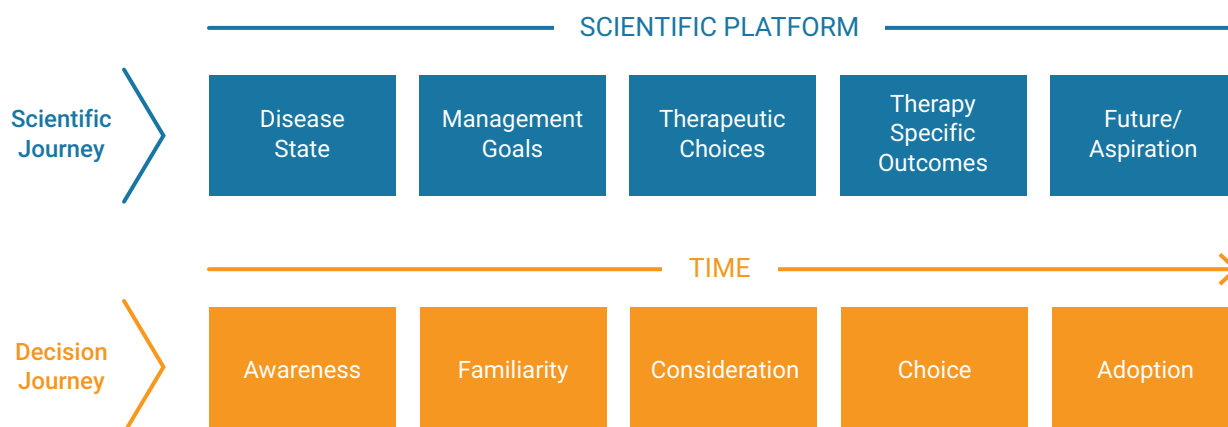 SCIENTIFIC PLATFORM
Scientific
Journey
Disease
State
Management
Goals
Therapeutic
Choices
Therapy
Specific
Outcomes
Future/
Aspiration
TIME
Decision
Journey
Awareness
Familiarity
Consideration
Choice
Adoption